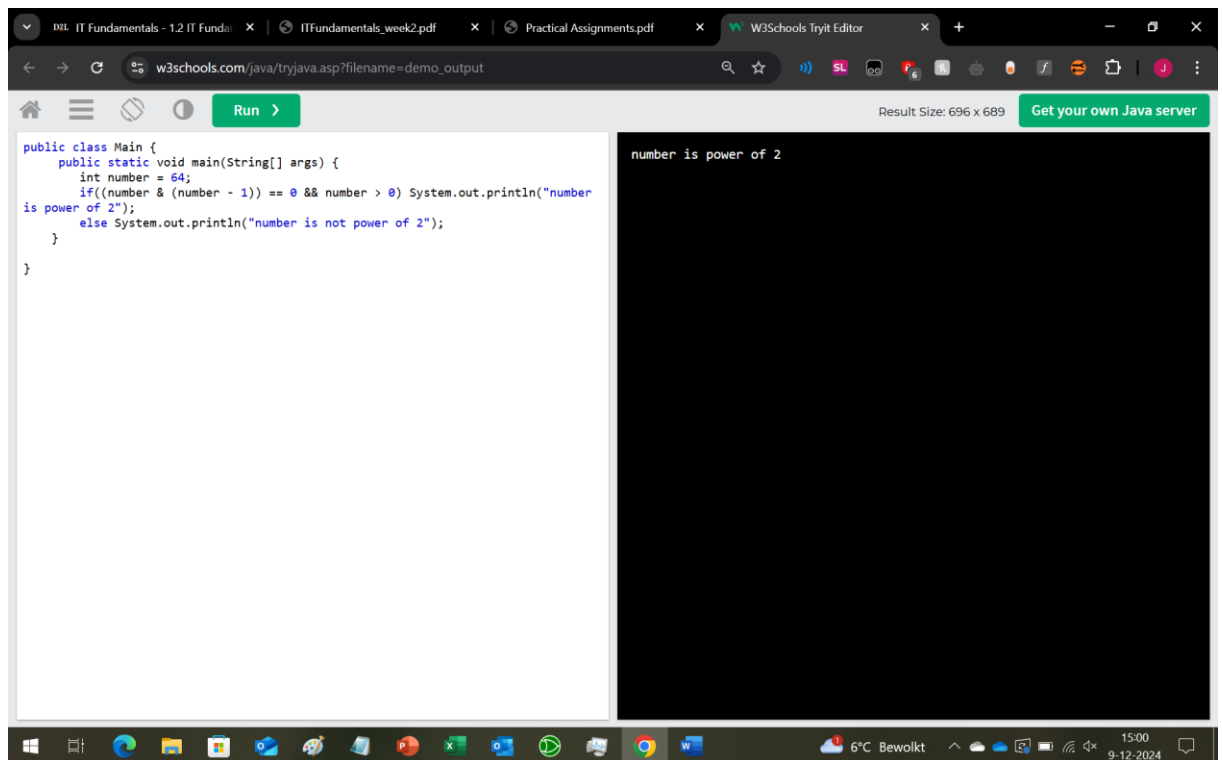 D2L IT Fundamentals - 1.2 IT Fundar
ITFundamentals_week2.pdf
Practical Assignments.pdf
W3Schools Tryit Editor
w3schools.com/java/tryjava.asp?filename=demo_output
SL
6
J
Run ❯
Result Size: 696 x 689
Get your own Java server
public class Main {
public static void main(String[] args) {
int number = 64;
if((number & (number - 1)) == 0 && number > 0) System.out.println("number
is power of 2");
else System.out.println("number is not power of 2");
}
}
number is power of 2
1
6°C Bewolkt
15:00
9-12-2024